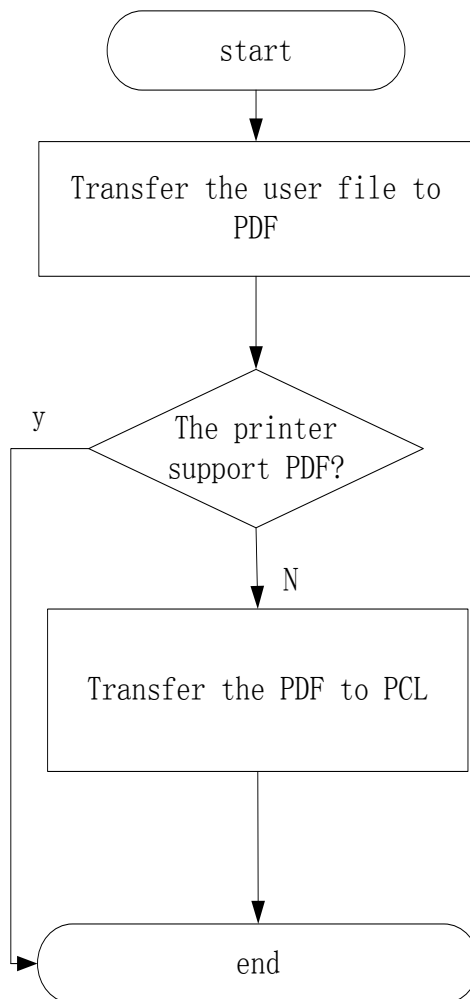 start
Transfer the user file to
PDF
y
The printer
support PDF?
N
Transfer the PDF to PCL
end